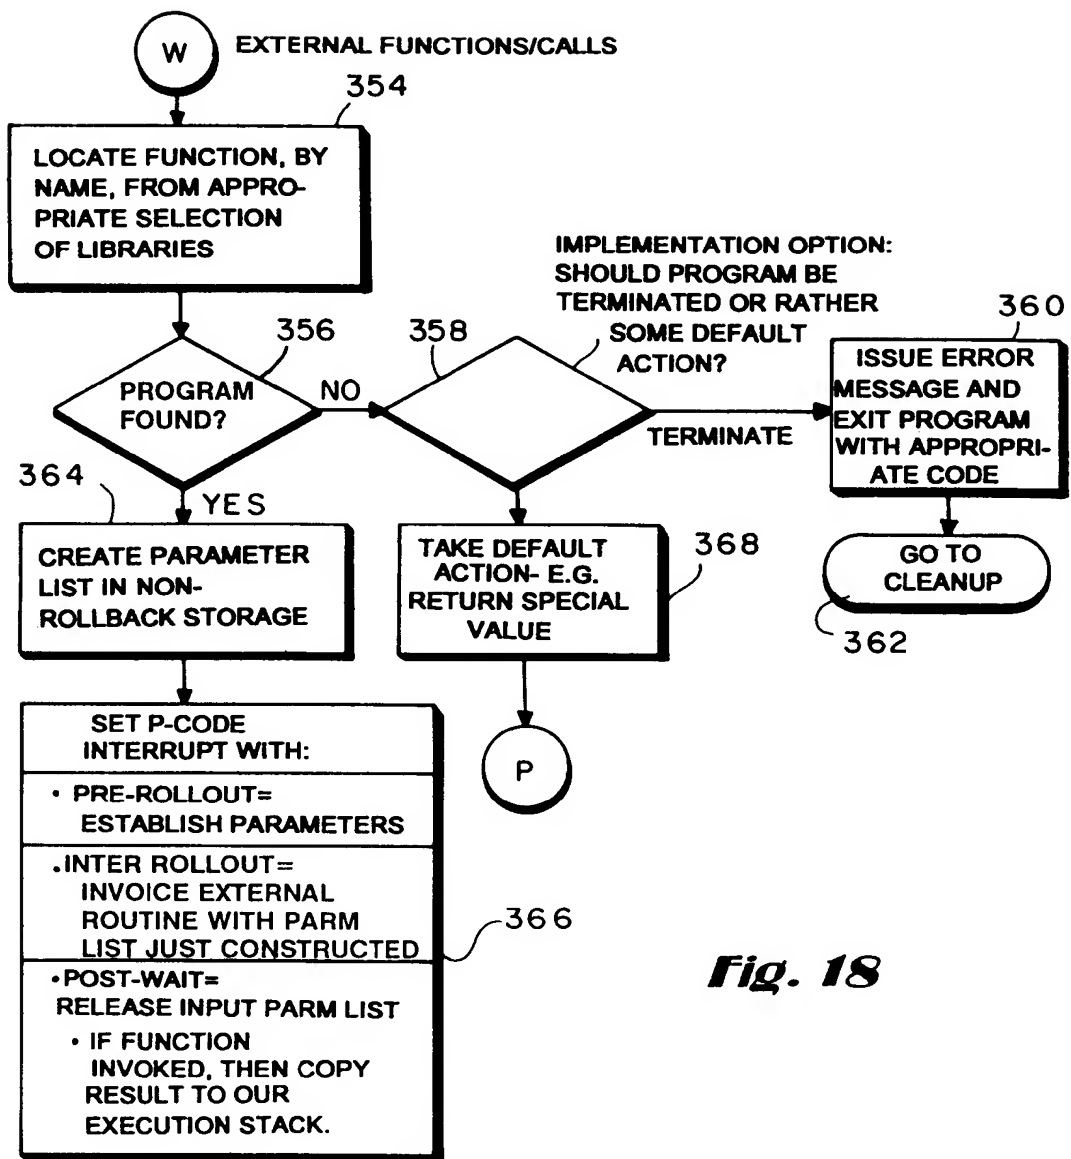 W
EXTERNAL FUNCTIONS/CALLS
354
LOCATE FUNCTION, BY
NAME, FROM APPRO-
PRIATE SELECTION
OF LIBRARIES
IMPLEMENTATION OPTION:
SHOULD PROGRAM BE
TERMINATED OR RATHER
SOME DEFAULT
ACTION?
356
358
360
PROGRAM
FOUND?
NO
TERMINATE
ISSUE ERROR
MESSAGE AND
EXIT PROGRAM
WITH APPROPRI-
ATE CODE
364
YES
CREATE PARAMETER
LIST IN NON-
ROLLBACK STORAGE
TAKE DEFAULT
ACTION- E.G.
RETURN SPECIAL
VALUE
368
GO TO
CLEANUP
362
SET P-CODE
INTERRUPT WITH:
• PRE-ROLLOUT=
ESTABLISH PARAMETERS
.INTER ROLLOUT=
INVOICE EXTERNAL
ROUTINE WITH PARM
LIST JUST CONSTRUCTED
366
•POST-WAIT=
RELEASE INPUT PARM LIST
• IF FUNCTION
INVOKED, THEN COPY
RESULT TO OUR
EXECUTION STACK.
P
Fig. 18